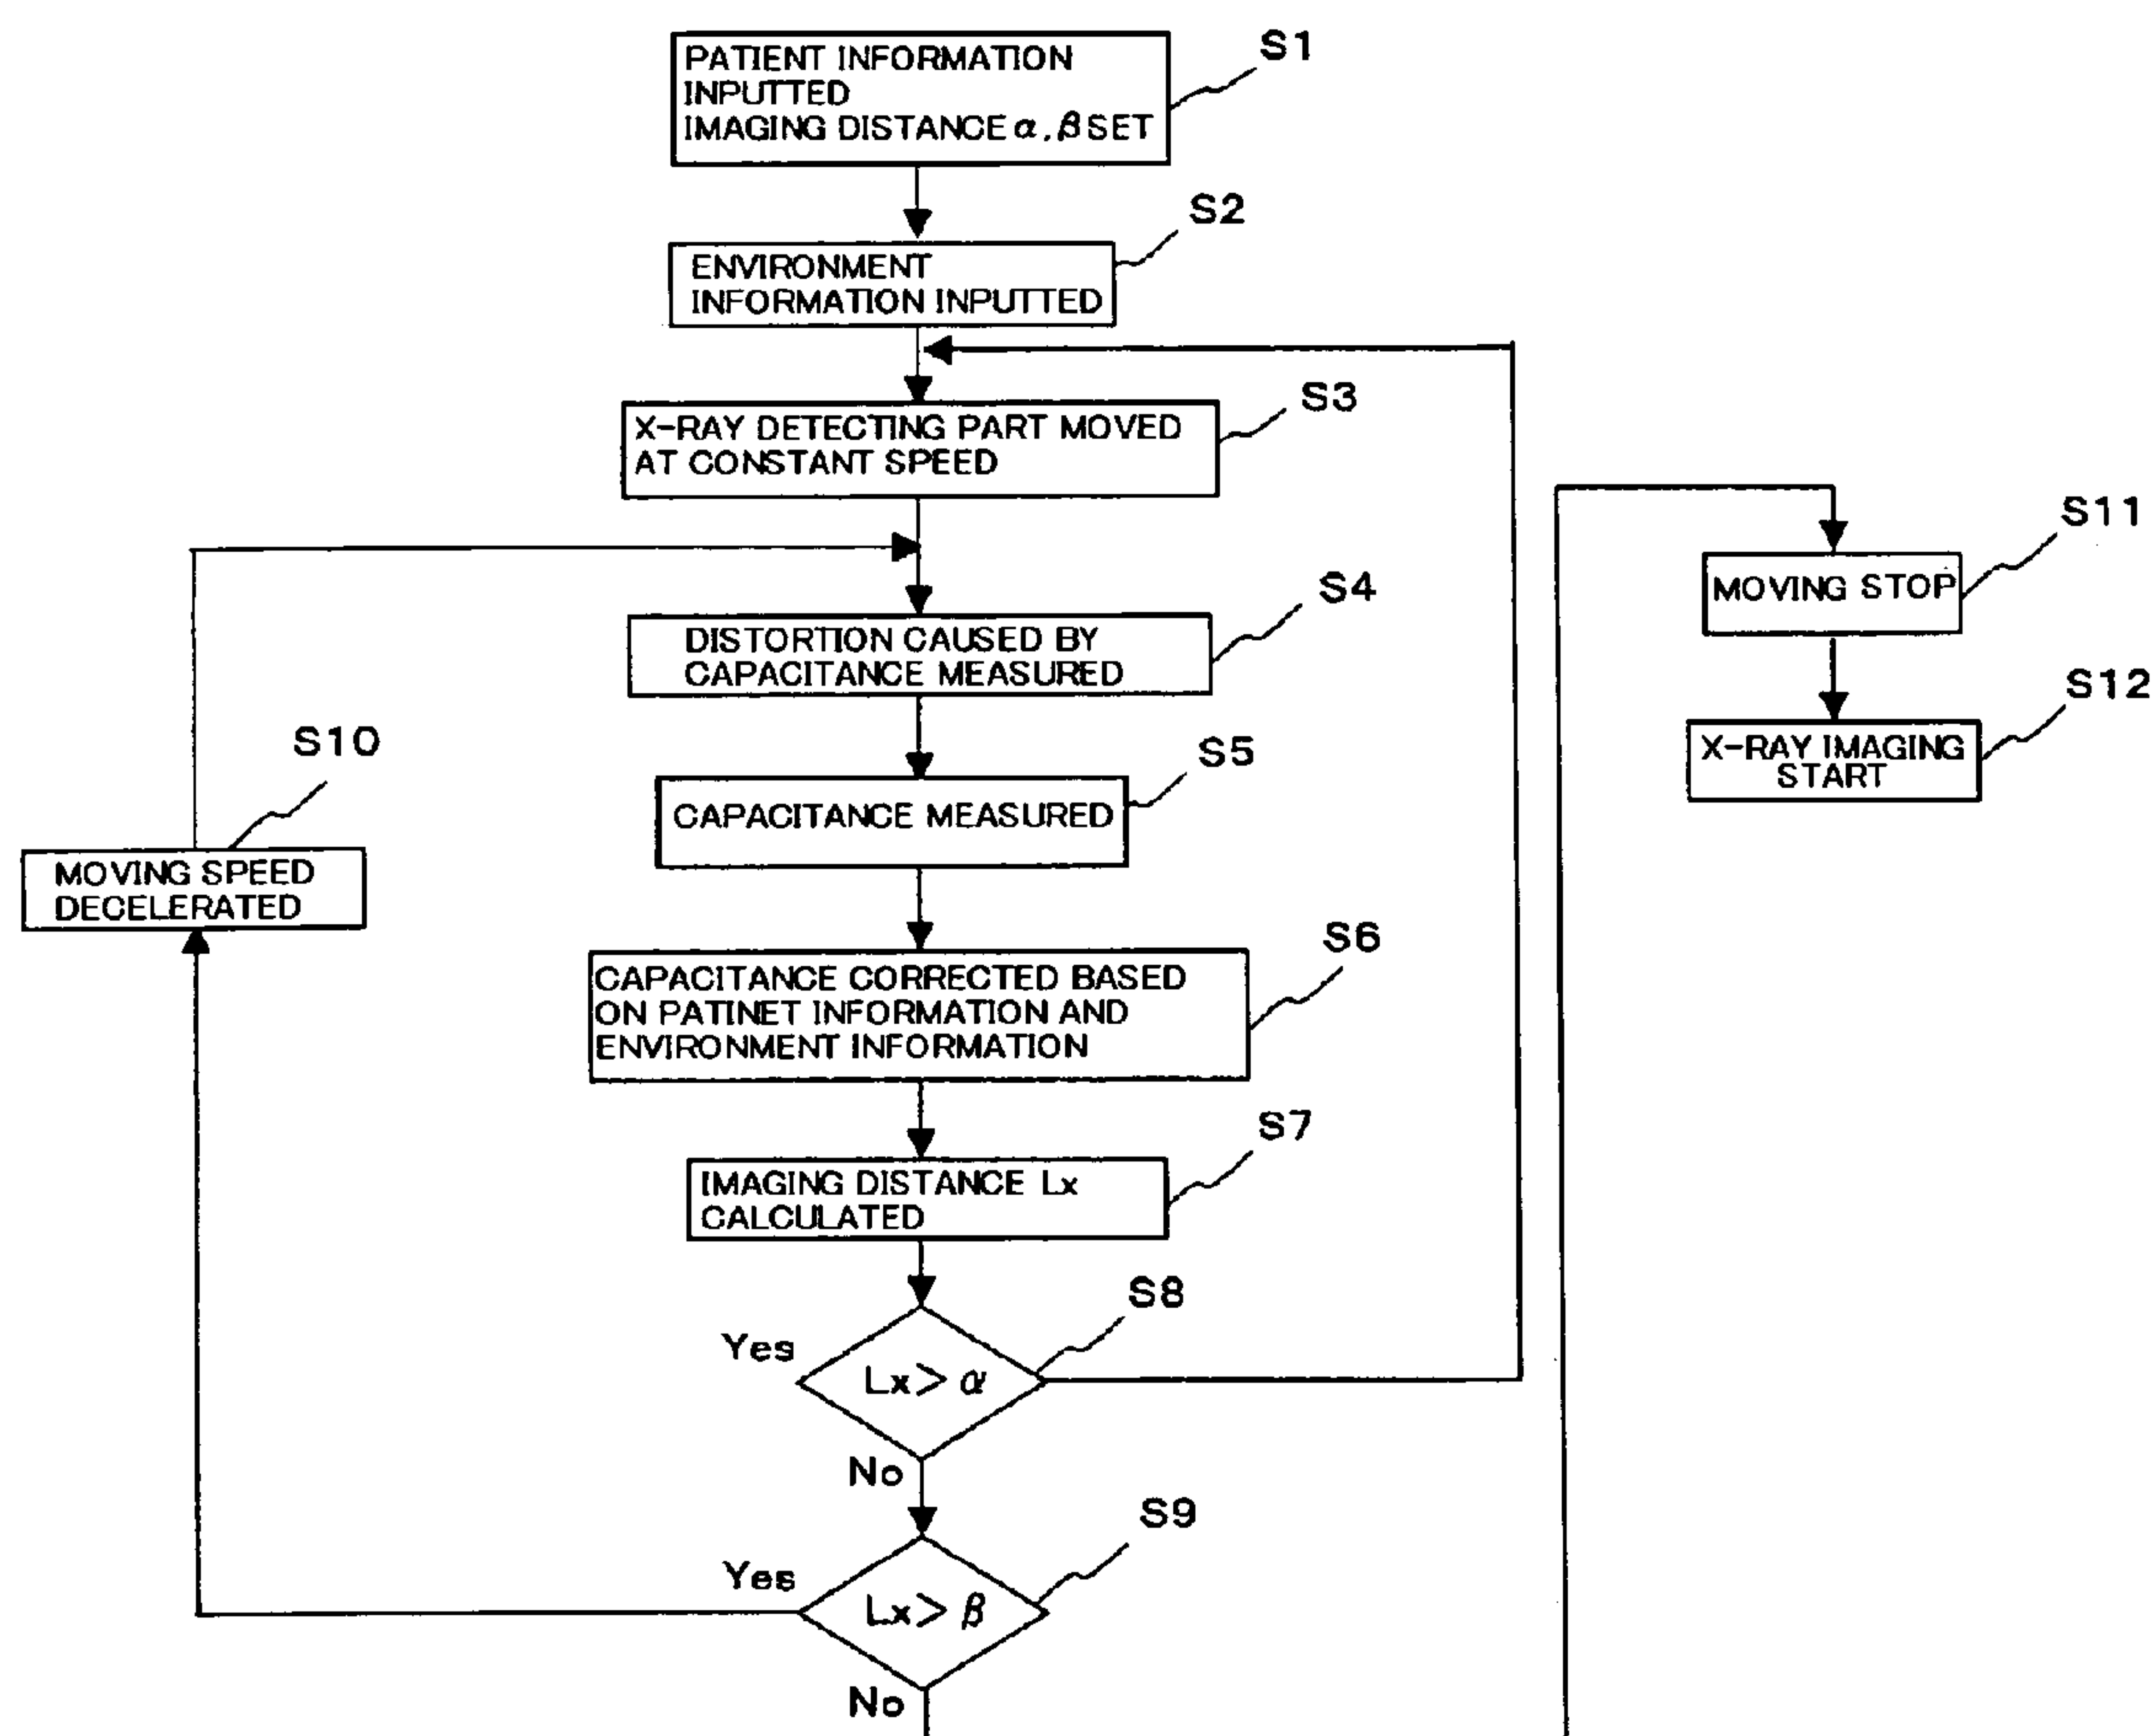 S1
PATIENT INFORMATION
INPUTTED
IMAGING DISTANCE α, β SET
S2
ENVIRONMENT
INFORMATION INPUTTED
S3
X-RAY DETECTING PART MOVED
AT CONSTANT SPEED
S4
DISTORTION CAUSED BY
CAPACITANCE MEASURED
S5
CAPACITANCE MEASURED
S6
CAPACITANCE CORRECTED BASED
ON PATINET INFORMATION AND
ENVIRONMENT INFORMATION
S7
IMAGING DISTANCE Lx
CALCULATED
S8
Yes
Lx> α
No
S9
Yes
Lx> β
No
S10
MOVING SPEED
DECELERATED
S11
MOVING STOP
S12
X-RAY IMAGING
START